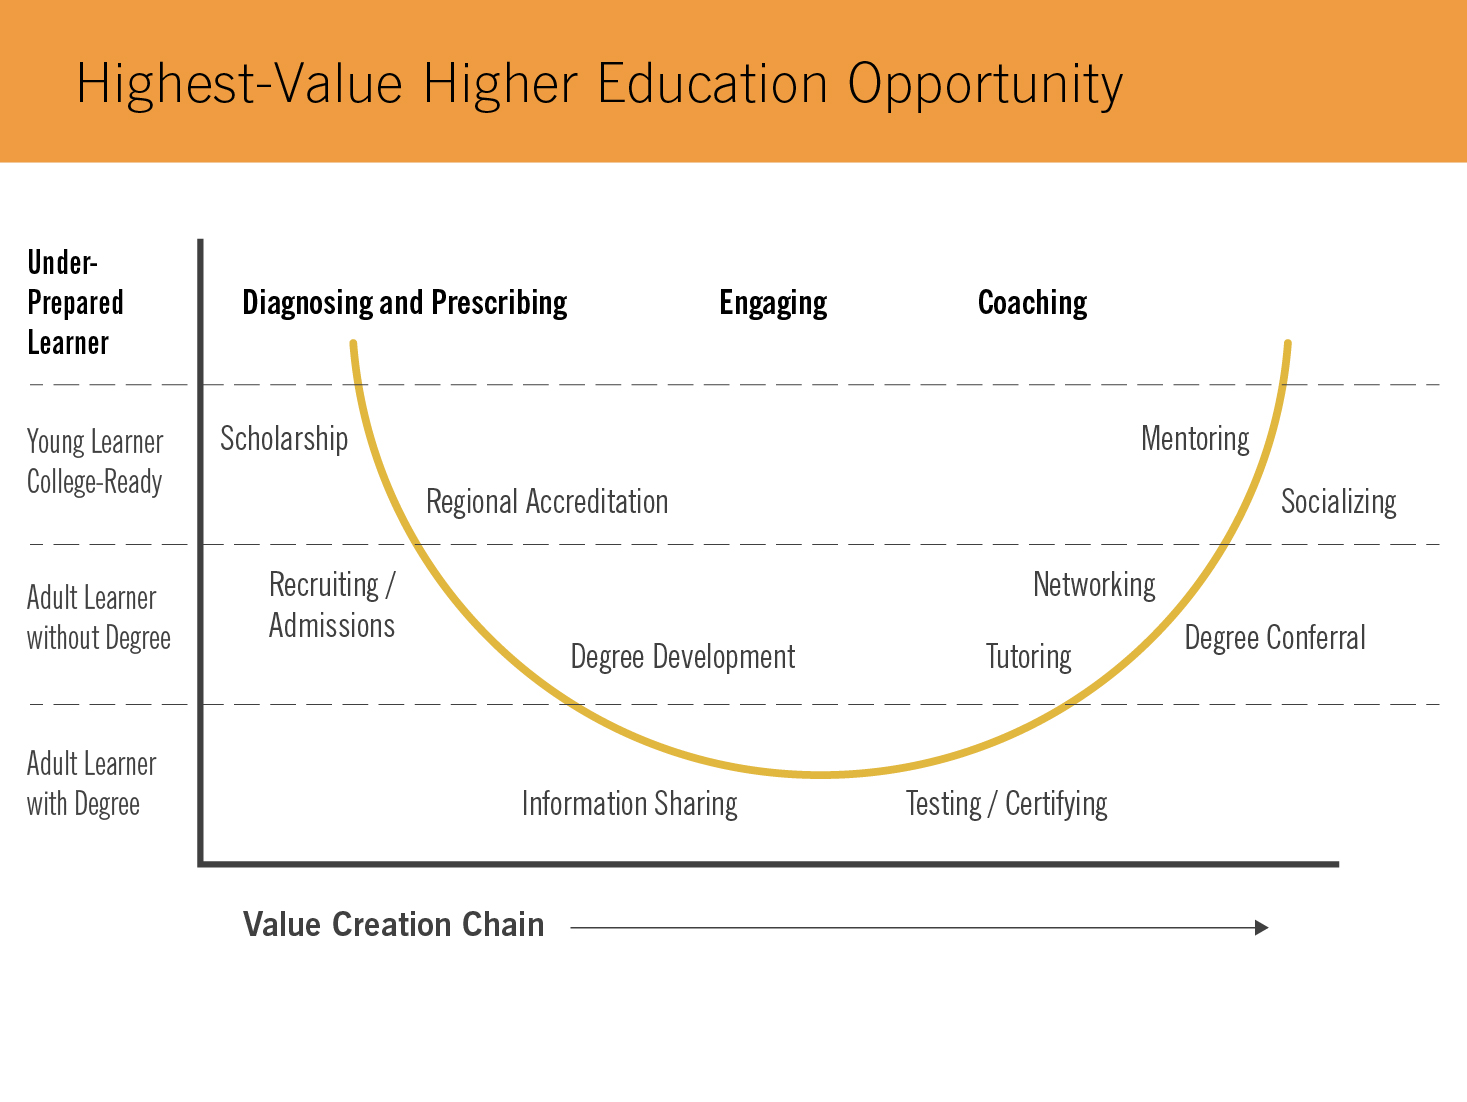 Highest-Value Higher Education Opportunity
Under-
Prepared
Learner
Diagnosing and Prescribing
Engaging
Coaching
Young Learner
College-Ready
Scholarship
Regional Accreditation
Mentoring
Socializing
Adult Learner
without Degree
Recruiting /
Admissions
Degree Development
Networking
Tutoring
Degree Conferral
Adult Learner
with Degree
Information Sharing
Testing / Certifying
Value Creation Chain